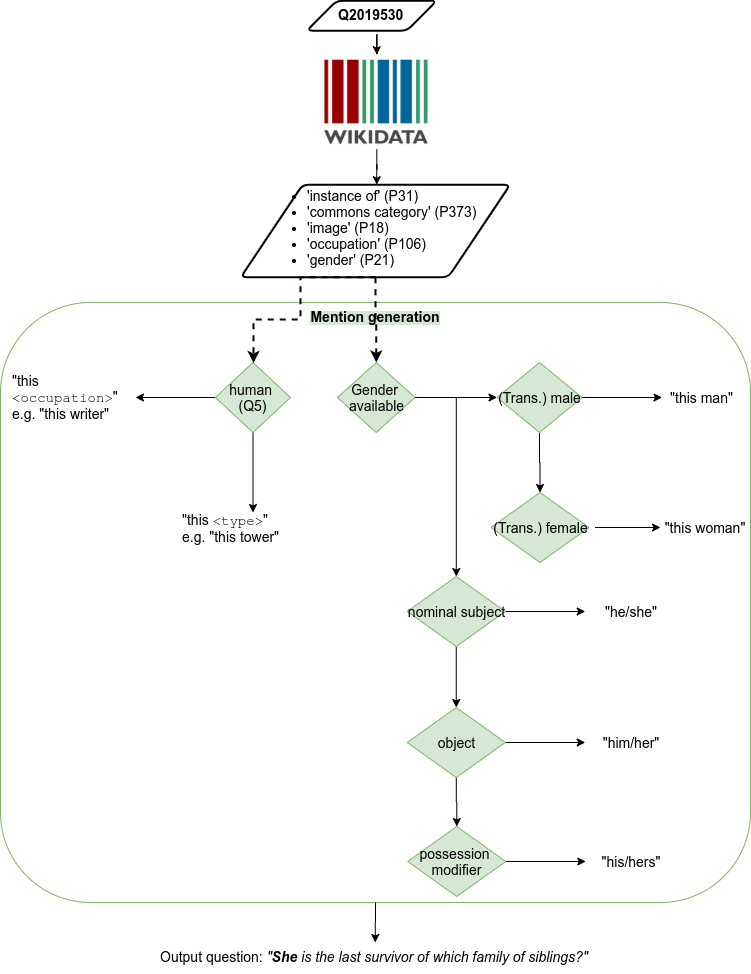 Q2019530
WIKIDATA
• 'instance of' (P31)
• 'commons category' (P373)
• 'image' (P18)
• 'occupation' (P106)
• 'gender' (P21)
Mention generation
"this
<occupation>"
e.g. "this writer"
human
(Q5)
Gender
available
(Trans.) male
"this man"
"this <type>"
e.g. "this tower"
(Trans.) female
"this woman"
nominal subject
"he/she"
object
"him/her"
possession
modifier
"his/hers"
Output question: "She is the last survivor of which family of siblings?"